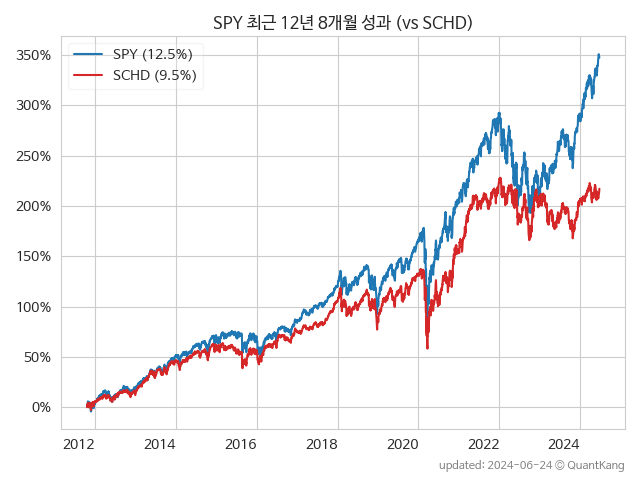 SPY 최근 12년 8개월 성과 (vs SCHD)
SPY (12.5%)
SCHD (9.5%)
350%
300%
250%
200%
150%
100%
50%
0%
2012 2014 2016 2018 2020 2022 2024
updated: 2024-06-24 © QuantKang